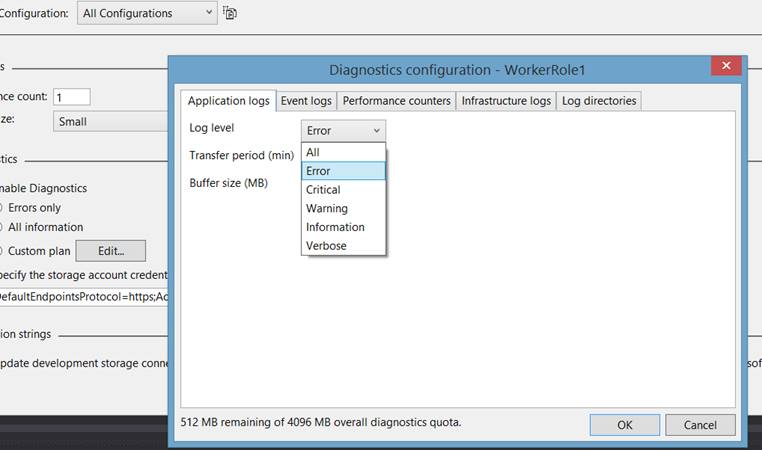 Configuration: All Configurations
Diagnostics configuration - WorkerRole1
s
nce count: 1
ze: Small
stics
nable Diagnostics
Errors only
All information
Custom plan Edit...
pecify the storage account credent
DefaultEndpointsProtocol=https;Ac
ion strings
pdate development storage conne
sof
Application logs Event logs Performance counters Infrastructure logs Log directories
Log level Error
Transfer period (min)
Buffer size (MB)
All
Error
Critical
Warning
Information
Verbose
512 MB remaining of 4096 MB overall diagnostics quota.
OK Cancel